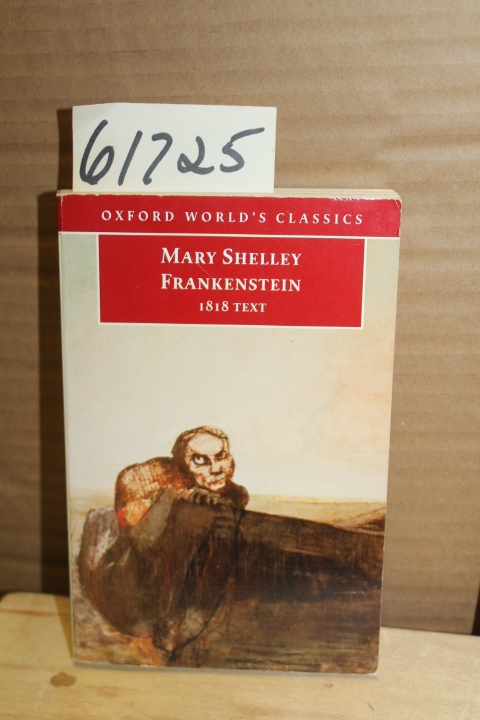 61725
OXFORD WORLD'S CLASSICS
MARY SHELLEY
FRANKENSTEIN
1818 TEXT